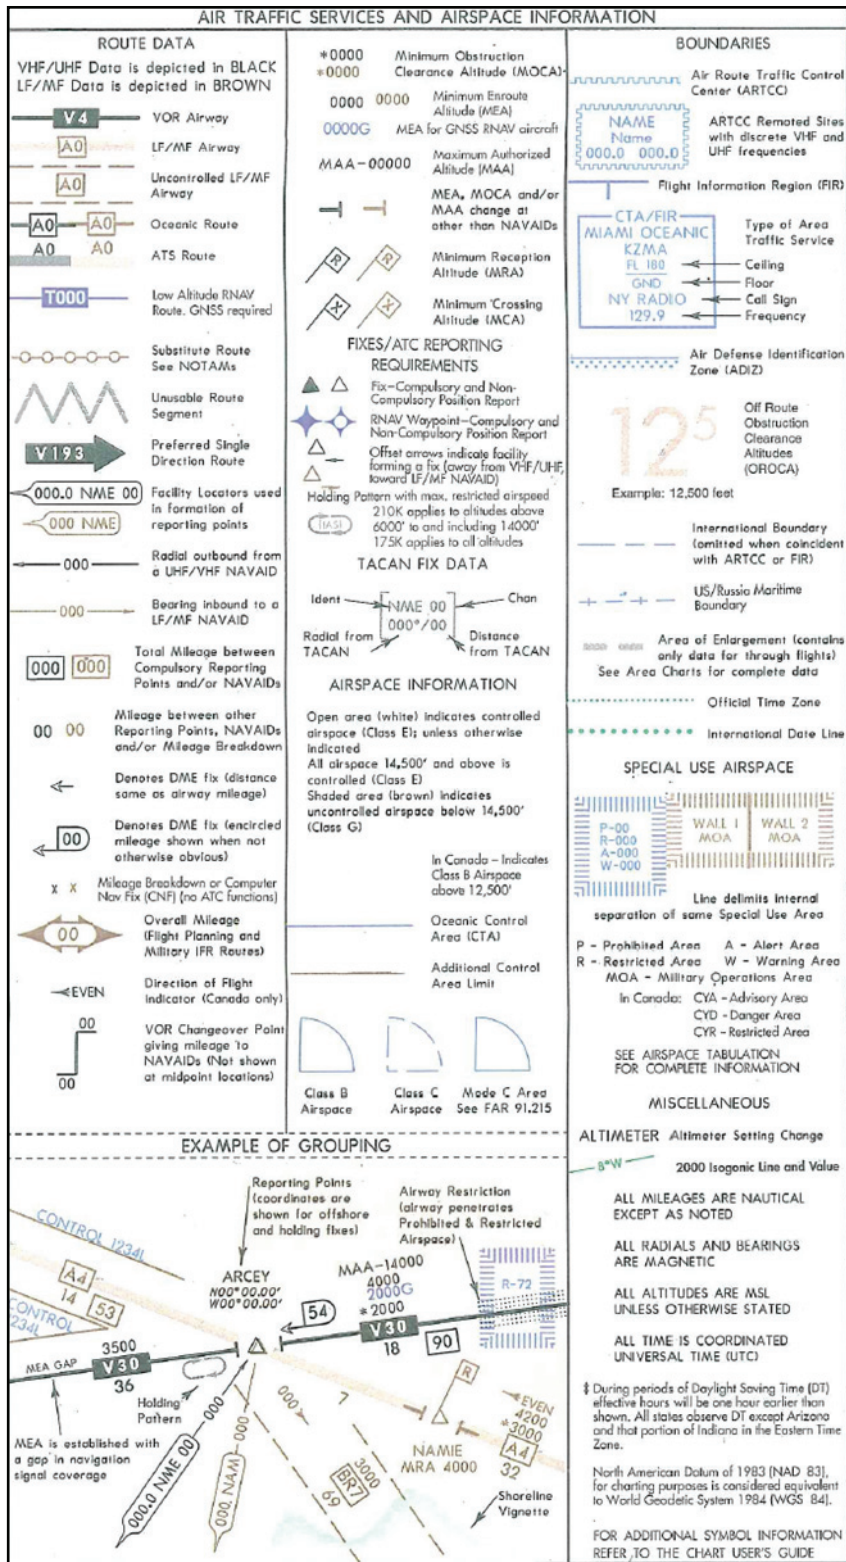 AIR TRAFFIC SERVICES AND AIRSPACE INFORMATION
ROUTE DATA
VHF/UHF Data is depicted in BLACK
LF/MF Data is depicted in BROWN
V4
VOR Airway
A0
LF/MF Airway
A0
Uncontrolled LF/MF
Airway
A0 A0
Oceanic Route
A0 A0
ATS Route
T000
Low Altitude RNAV
Route. GNSS required
Substitute Route
See NOTAMs
Unusable Route
Segment
V193
Preferred Single
Direction Route
000.0 NME 00
000 NME
Facility Locators used
in formation of
reporting points
000
Radial outbound from
a UHF/VHF NAVAID
000
Bearing inbound to a
LF/MF NAVAID
000 000
Total Mileage between
Compulsory Reporting
Points and/or NAVAIDs
00 00
Mileage between other
Reporting Points, NAVAIDs
and/or Mileage Breakdown
Denotes DME fix (distance
same as airway mileage)
00
Denotes DME fix (encircled
mileage shown when not
otherwise obvious)
x x
Mileage Breakdown or Computer
Nav Fix (CNF) (no ATC functions)
00
Overall Mileage
(Flight Planning and
Military IFR Routes)
EVEN
Direction of Flight
Indicator (Canada only)
00
00
VOR Changeover Point
giving mileage to
NAVAIDs (Not shown
at midpoint locations)
*0000
*0000
Minimum Obstruction
Clearance Altitude (MOCA)
0000 0000
Minimum Enroute
Altitude (MEA)
0000G
MEA for GNSS RNAV aircraft
MAA-00000
Maximum Authorized
Altitude (MAA)
MEA, MOCA and/or
MAA change at
other than NAVAIDs
R R
Minimum Reception
Altitude (MRA)
X X
Minimum Crossing
Altitude (MCA)
FIXES/ATC REPORTING
REQUIREMENTS
Fix-Compulsory and Non-
Compulsory Position Report
RNAV Waypoint-Compulsory and
Non-Compulsory Position Report
Offset arrows indicate facility
forming a fix (away from VHF/UHF,
toward LF/MF NAVAID)
Holding Pattern with max. restricted airspeed
(IAS)
210K applies to altitudes above
6000' to and including 14000'
175K applies to all altitudes
TACAN FIX DATA
Ident
NME 00
000°/00
Chan
Radial from
TACAN
Distance
from TACAN
AIRSPACE INFORMATION
Open area (white) indicates controlled
airspace (Class E); unless otherwise
indicated
All airspace 14,500' and above is
controlled (Class E)
Shaded area (brown) indicates
uncontrolled airspace below 14,500'
(Class G)
In Canada - Indicates
Class B Airspace
above 12,500'
Oceanic Control
Area (CTA)
Additional Control
Area Limit
Class B
Airspace
Class C
Airspace
Mode C Area
See FAR 91.215
BOUNDARIES
Air Route Traffic Control
Center (ARTCC)
NAME
Name
000.0 000.0
ARTCC Remoted Sites
with discrete VHF and
UHF frequencies
Flight Information Region (FIR)
CTA/FIR
MIAMI OCEANIC
KZMA
FL 180
GND
NY RADIO
129.9
Type of Area
Traffic Service
Ceiling
Floor
Call Sign
Frequency
Air Defense Identification
Zone (ADIZ)
12 5
Off Route
Obstruction
Clearance
Altitudes
(OROCA)
Example: 12,500 feet
International Boundary
(omitted when coincident
with ARTCC or FIR)
US/Russia Maritime
Boundary
Area of Enlargement (contains
only data for through flights)
See Area Charts for complete data
Official Time Zone
International Date Line
SPECIAL USE AIRSPACE
P-00
R-000
A-000
W-000
WALL 1
MOA
WALL 2
MOA
Line delimits internal
separation of same Special Use Area
P - Prohibited Area A - Alert Area
R - Restricted Area W - Warning Area
MOA - Military Operations Area
In Canada: CYA - Advisory Area
CYD - Danger Area
CYR - Restricted Area
SEE AIRSPACE TABULATION
FOR COMPLETE INFORMATION
MISCELLANEOUS
ALTIMETER Altimeter Setting Change
8°W
2000 Isogonic Line and Value
ALL MILEAGES ARE NAUTICAL
EXCEPT AS NOTED
ALL RADIALS AND BEARINGS
ARE MAGNETIC
ALL ALTITUDES ARE MSL
UNLESS OTHERWISE STATED
ALL TIME IS COORDINATED
UNIVERSAL TIME (UTC)
‡ During periods of Daylight Saving Time (DT)
effective hours will be one hour earlier than
shown. All states observe DT except Arizona
and that portion of Indiana in the Eastern Time
Zone.
North American Datum of 1983 (NAD 83),
for charting purposes is considered equivalent
to World Geodetic System 1984 (WGS 84).
FOR ADDITIONAL SYMBOL INFORMATION
REFER TO THE CHART USER'S GUIDE
EXAMPLE OF GROUPING
Reporting Points
(coordinates are
shown for offshore
and holding fixes)
Airway Restriction
(airway penetrates
Prohibited & Restricted
Airspace)
CONTROL 1234L
A4
14
53
CONTROL
1234L
ARCEY
N00°00.00'
W00°00.00'
MAA-14000
4000
2000G
*2000
V30
18
54
90
R-72
MEA GAP
3500
V30
36
Holding
Pattern
MEA is established with
a gap in navigation
signal coverage
000
000.0 NME 00
000
000, NAM
000
7
3000
BR7
69
R
NAMIE
MRA 4000
EVEN
4200
*3000
A4
32
Shoreline
Vignette